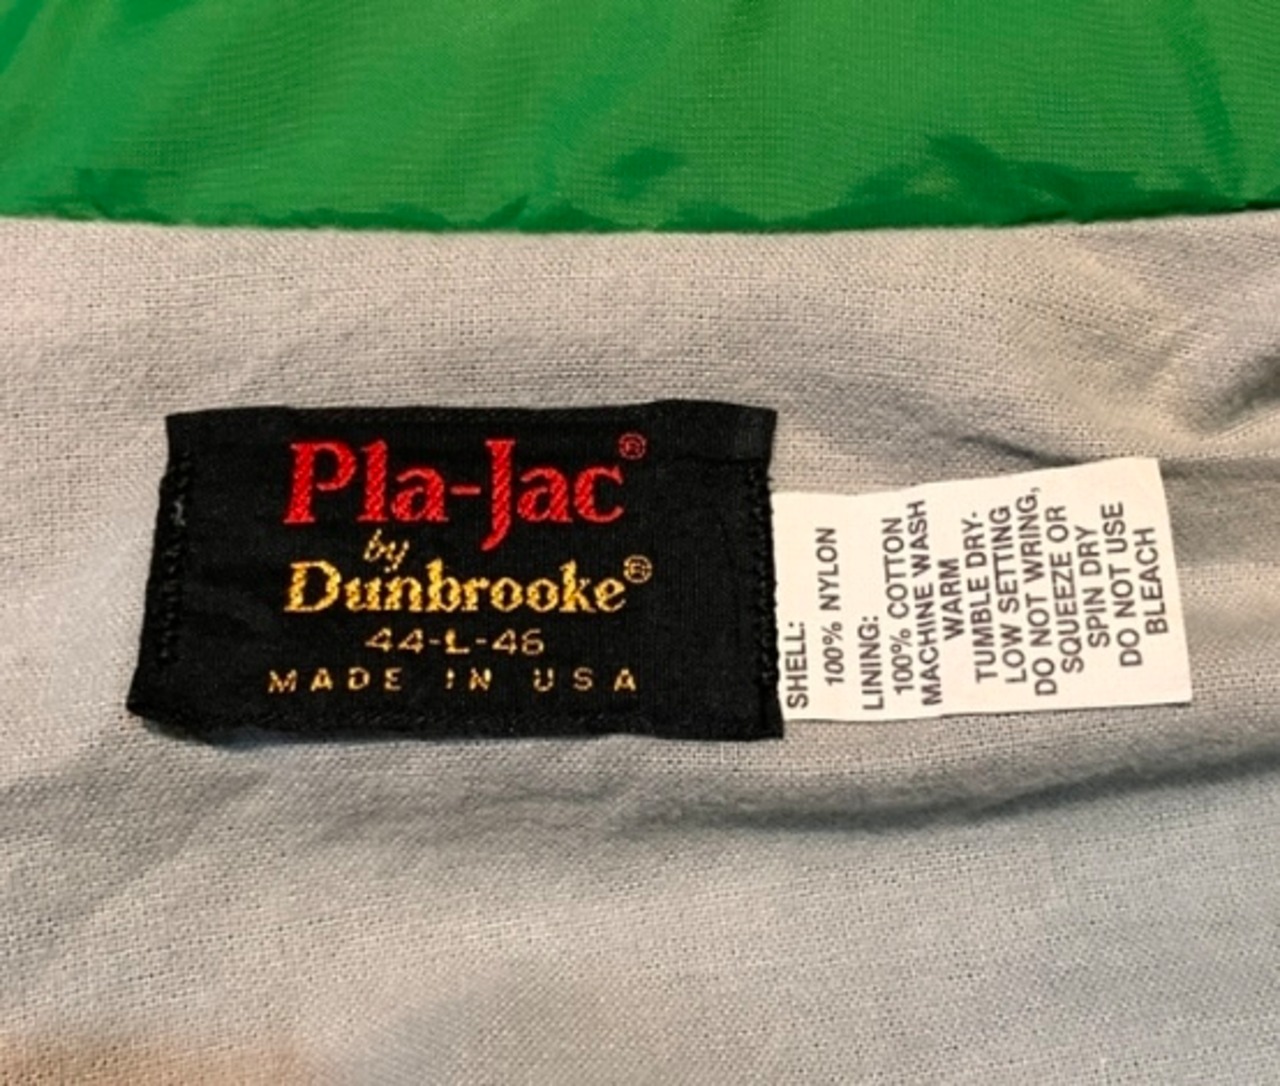 Pla-Jac®
by
Dunbrooke®
44-L-46
MADE IN USA
SHELL:
100% NYLON
LINING:
100% COTTON
MACHINE WASH
WARM
TUMBLE DRY-
LOW SETTING
DO NOT WRING,
SQUEEZE OR
SPIN DRY
DO NOT USE
BLEACH